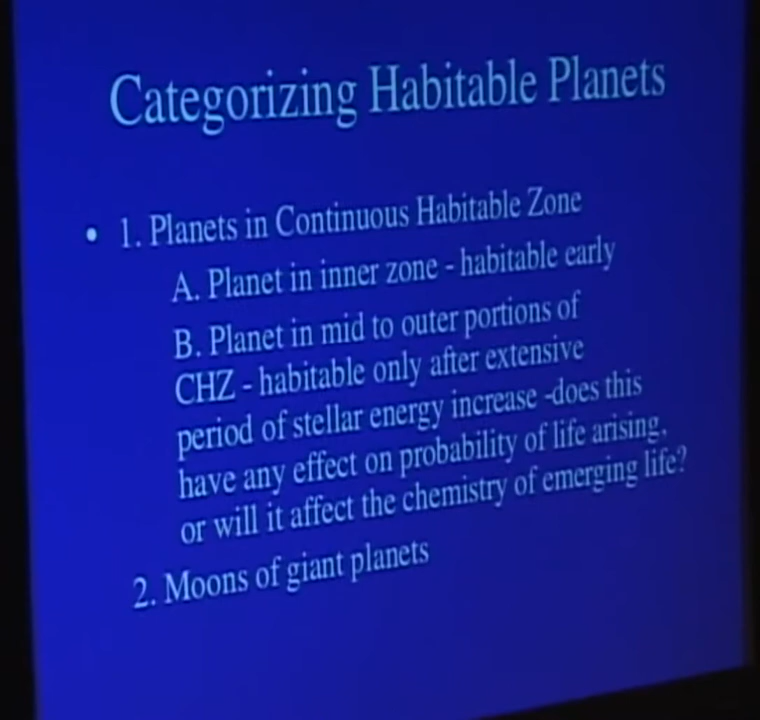 Categorizing Habitable Planets
• 1. Planets in Continuous Habitable Zone
A. Planet in inner zone - habitable early
B. Planet in mid to outer portions of
CHZ - habitable only after extensive
period of stellar energy increase -does this
have any effect on probability of life arising,
or will it affect the chemistry of emerging life?
2. Moons of giant planets